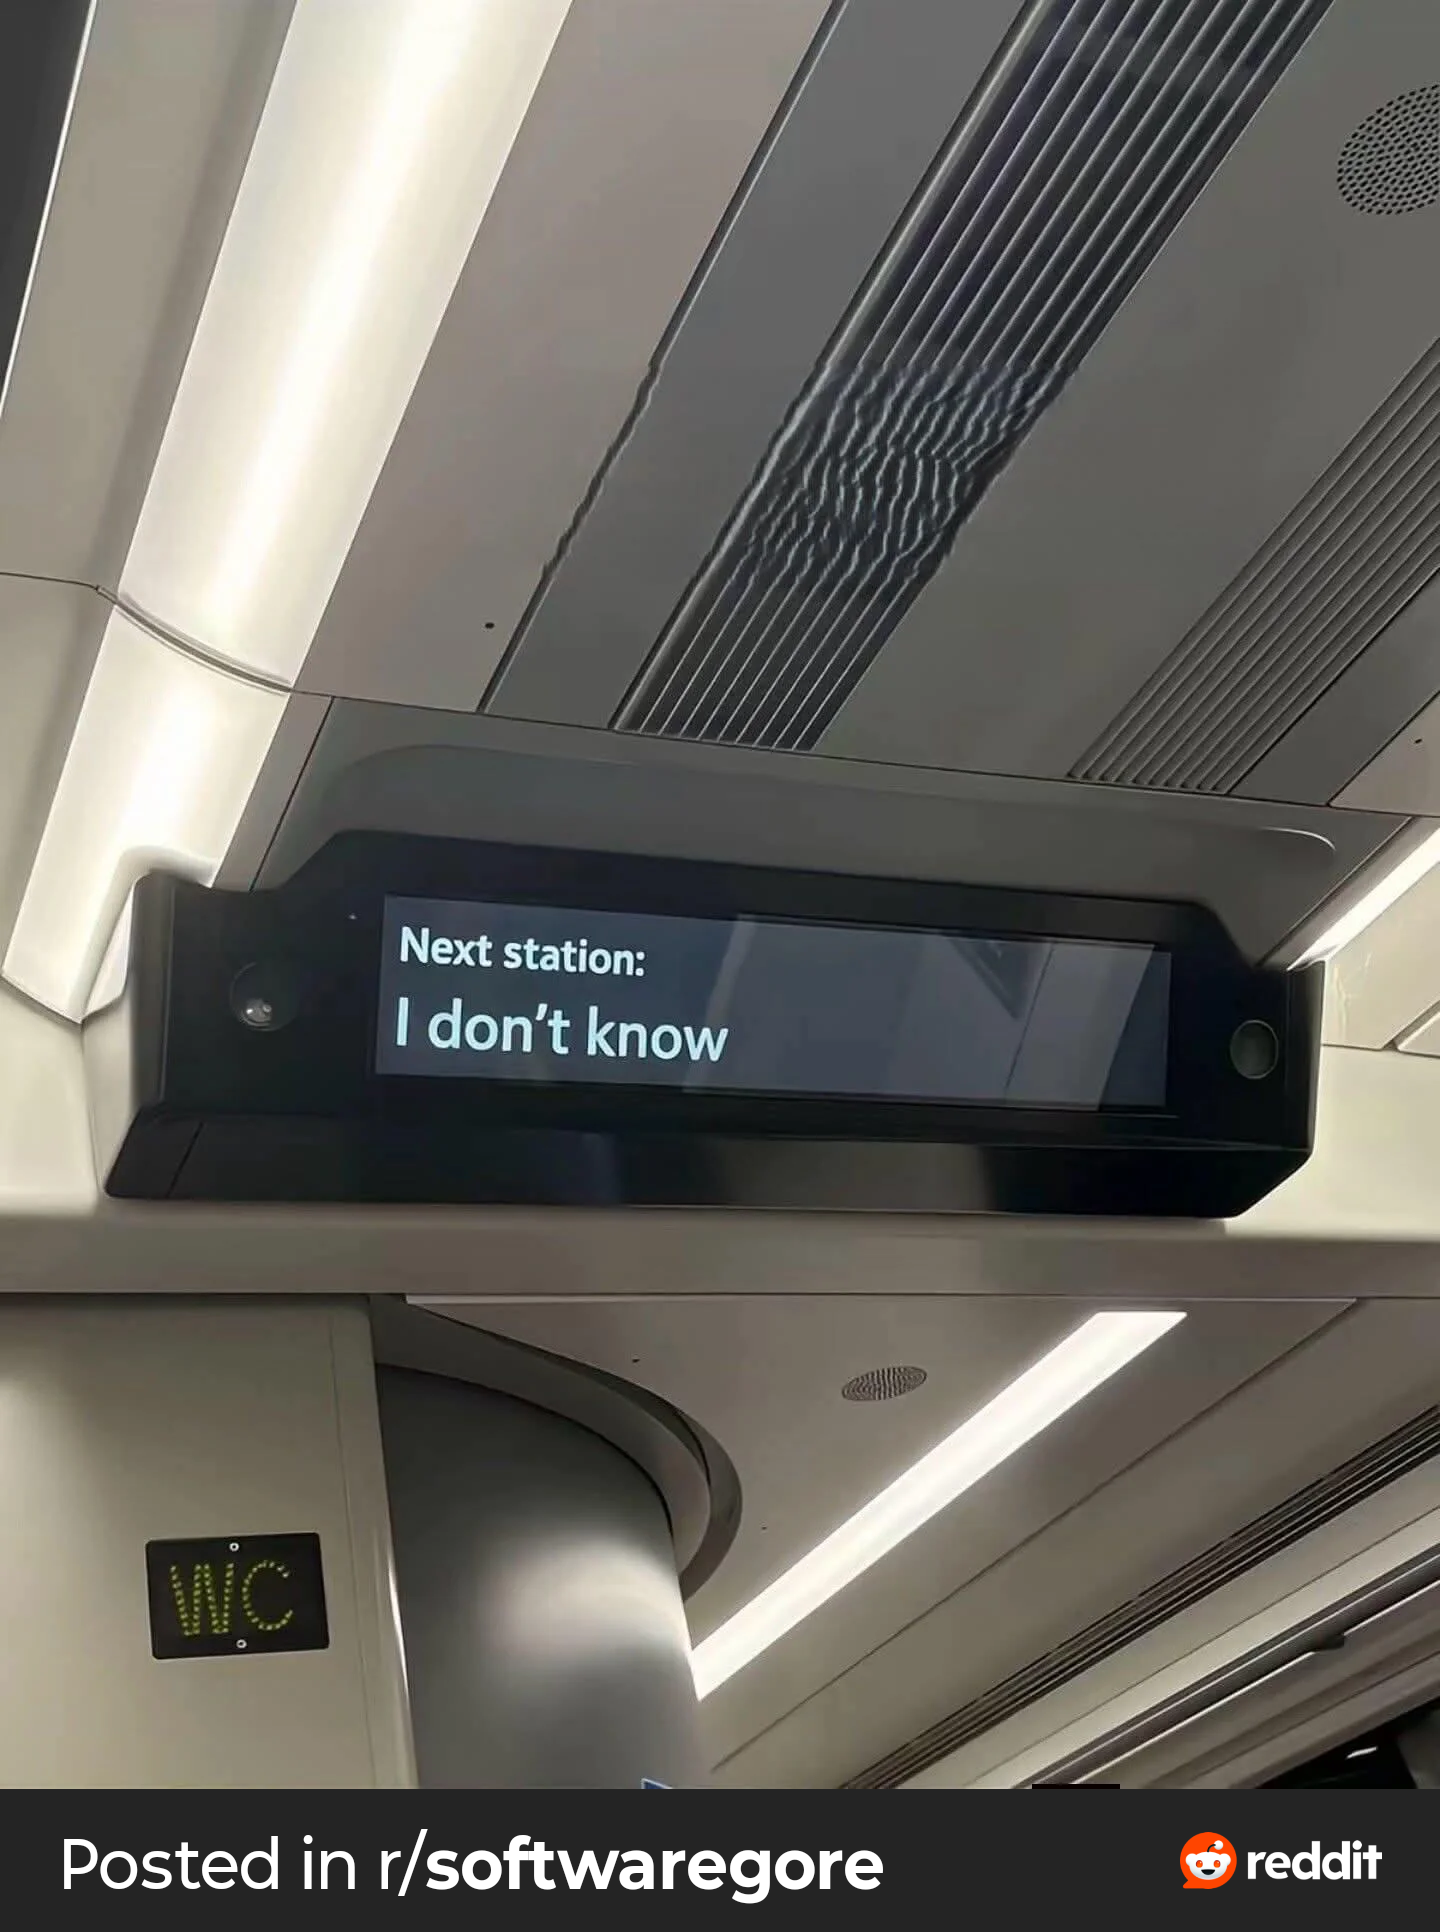 Next station:
I don't know
WC
Posted in r/softwaregore
reddit